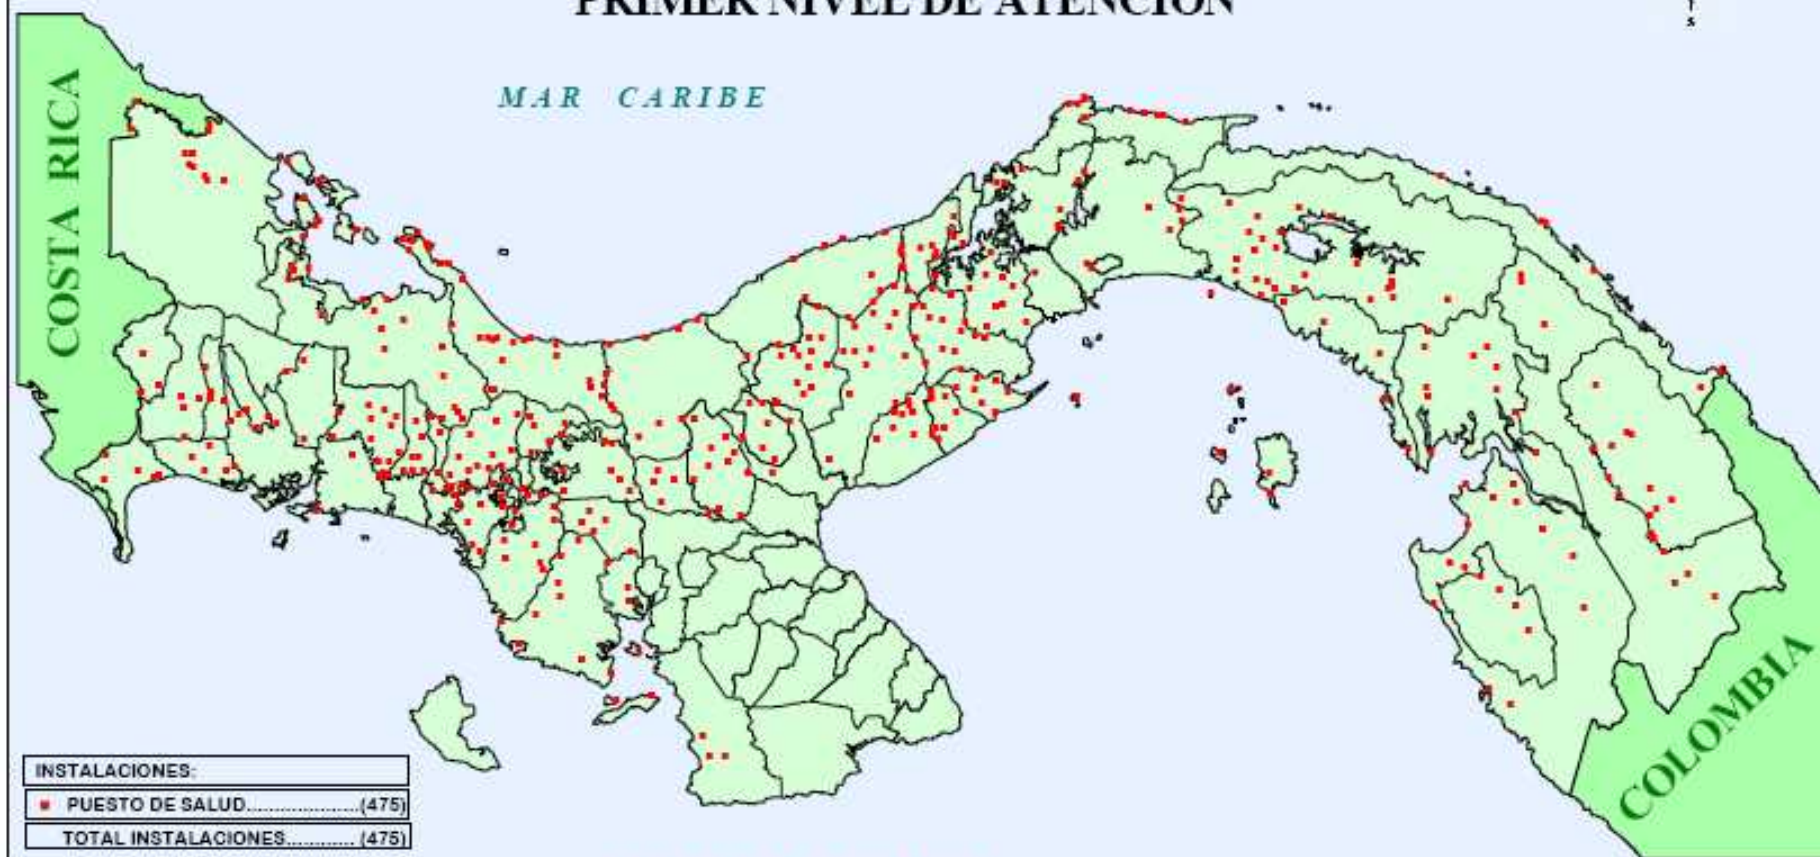 PRIMER NIVEL DE ATENCION
S
MAR CARIBE
COSTA RICA
COLOMBIA
INSTALACIONES:
PUESTO DE SALUD.....................(475)
TOTAL INSTALACIONES............. (475)